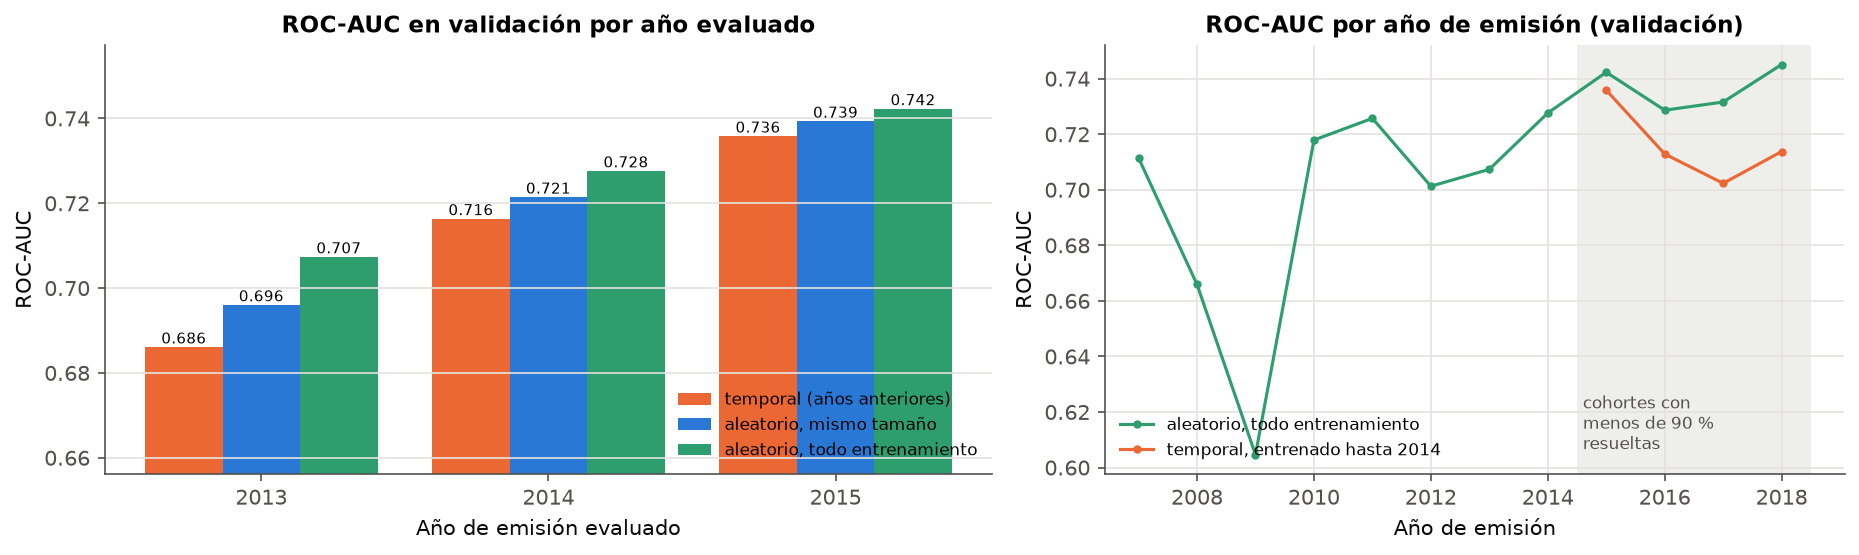 ROC-AUC en validación por año evaluado
ROC-AUC
0.74
0.72
0.70
0.68
0.66
0.686
0.696
0.707
0.716
0.721
0.728
0.736
0.739
0.742
temporal (años anteriores)
aleatorio, mismo tamaño
aleatorio, todo entrenamiento
2013
2014
2015
Año de emisión evaluado
ROC-AUC por año de emisión (validación)
ROC-AUC
0.74
0.72
0.70
0.68
0.66
0.64
0.62
0.60
aleatorio, todo entrenamiento
temporal, entrenado hasta 2014
cohortes con
menos de 90 %
resueltas
2008
2010
2012
2014
2016
2018
Año de emisión